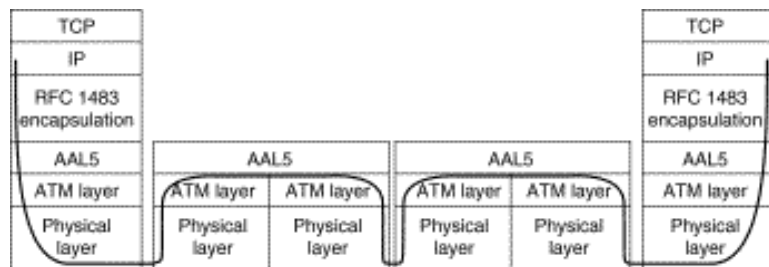 TCP
TCP
IP
IP
RFC 1483
encapsulation
RFC 1483
encapsulation
AAL5
AAL5
AAL5
AAL5
ATM layer
ATM layer
ATM layer
ATM layer
ATM layer
ATM layer
Physical
layer
Physical
layer
Physical
layer
Physical
layer
Physical
layer
Physical
layer